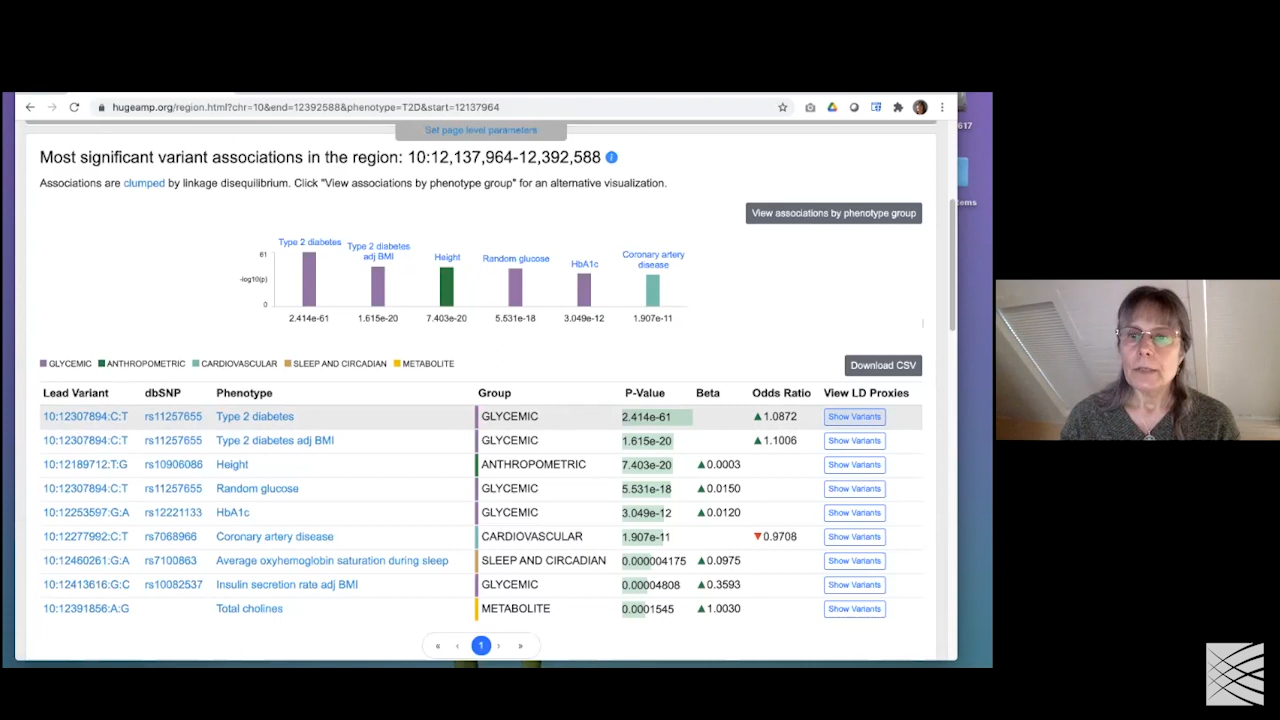 hugeamp.org/region.html?chr=10&end=12392588&phenotype=T2D&start=12137964
617
Set page level parameters
Most significant variant associations in the region: 10:12,137,964-12,392,588
Associations are clumped by linkage disequilibrium. Click "View associations by phenotype group" for an alternative visualization.
tems
View associations by phenotype group
Type 2 diabetes
Type 2 diabetes adj BMI
Height
Random glucose
HbA1c
Coronary artery disease
61
-log10(p)
0
2.414e-61 1.615e-20 7.403e-20 5.531e-18 3.049e-12 1.907e-11
GLYCEMIC ANTHROPOMETRIC CARDIOVASCULAR SLEEP AND CIRCADIAN METABOLITE
Download CSV
Lead Variant dbSNP Phenotype Group P-Value Beta Odds Ratio View LD Proxies
10:12307894:C:T rs11257655 Type 2 diabetes GLYCEMIC 2.414e-61 ▲1.0872 Show Variants
10:12307894:C:T rs11257655 Type 2 diabetes adj BMI GLYCEMIC 1.615e-20 ▲1.1006 Show Variants
10:12189712:T:G rs10906086 Height ANTHROPOMETRIC 7.403e-20 ▲0.0003 Show Variants
10:12307894:C:T rs11257655 Random glucose GLYCEMIC 5.531e-18 ▲0.0150 Show Variants
10:12253597:G:A rs12221133 HbA1c GLYCEMIC 3.049e-12 ▲0.0120 Show Variants
10:12277992:C:T rs7068966 Coronary artery disease CARDIOVASCULAR 1.907e-11 ▼0.9708 Show Variants
10:12460261:G:A rs7100863 Average oxyhemoglobin saturation during sleep SLEEP AND CIRCADIAN 0.000004175 ▲0.0975 Show Variants
10:12413616:G:C rs10082537 Insulin secretion rate adj BMI GLYCEMIC 0.00004808 ▲0.3593 Show Variants
10:12391856:A:G Total cholines METABOLITE 0.0001545 ▲1.0030 Show Variants
« ‹ 1 › »